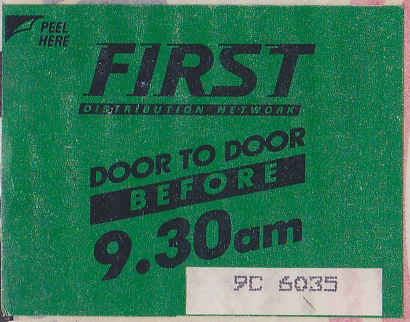 PEEL
HERE
FIRST
DISTRIBUTION NETWORK
DOOR TO DOOR
BEFORE
9.30am
9C 6035